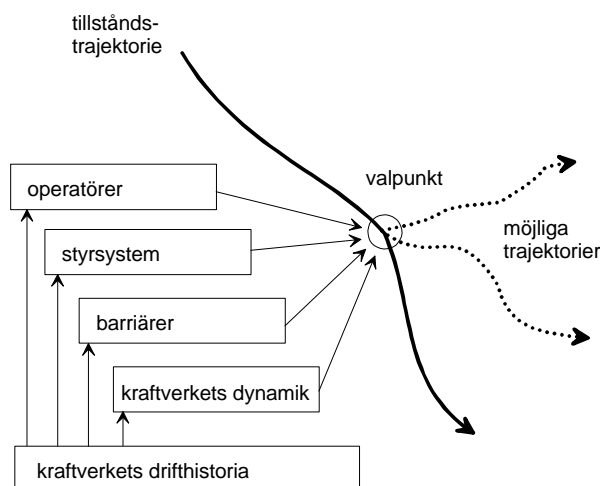 tillstånds-
trajektorie
operatörer
valpunkt
styrsystem
möjliga
trajektorier
barriärer
kraftverkets dynamik
kraftverkets drifthistoria